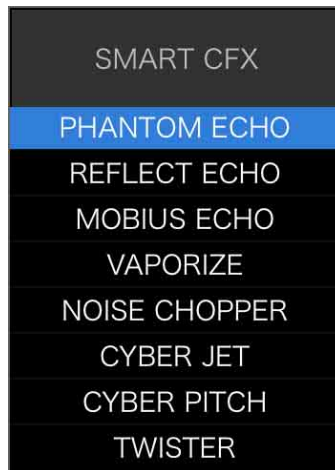 SMART CFX
PHANTOM ECHO
REFLECT ECHO
MOBIUS ECHO
VAPORIZE
NOISE CHOPPER
CYBER JET
CYBER PITCH
TWISTER